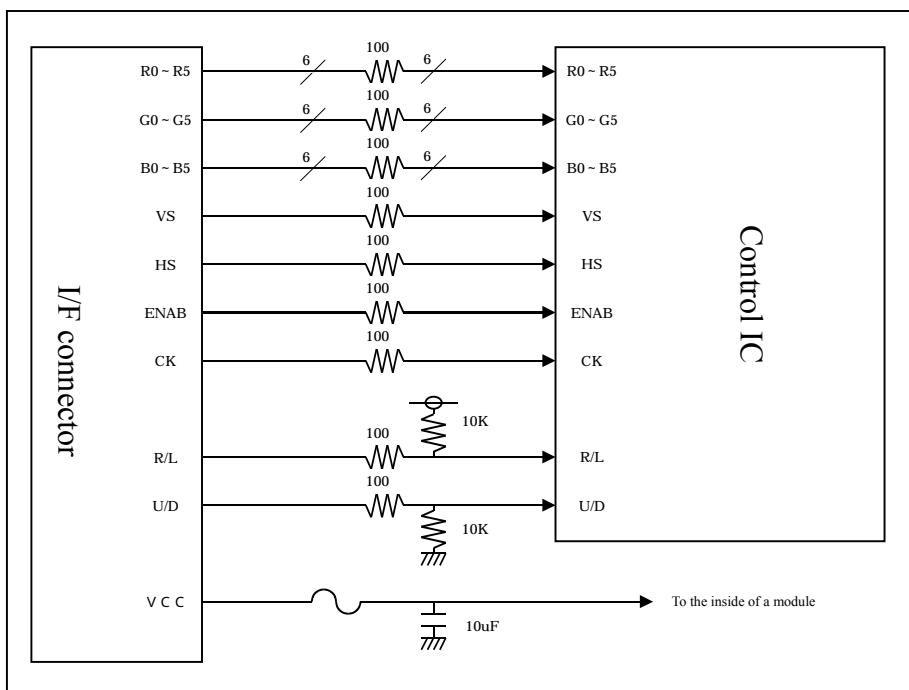 100
R0 ~ R5 6 6 R0 ~ R5
100
G0 ~ G5 6 6 G0 ~ G5
100
B0 ~ B5 6 6 B0 ~ B5
100
VS VS
100
HS HS
100
ENAB ENAB
100
CK CK
10K
100
R/L R/L
100
U/D U/D
10K
VCC To the inside of a module
10uF
I/F connector
Control IC